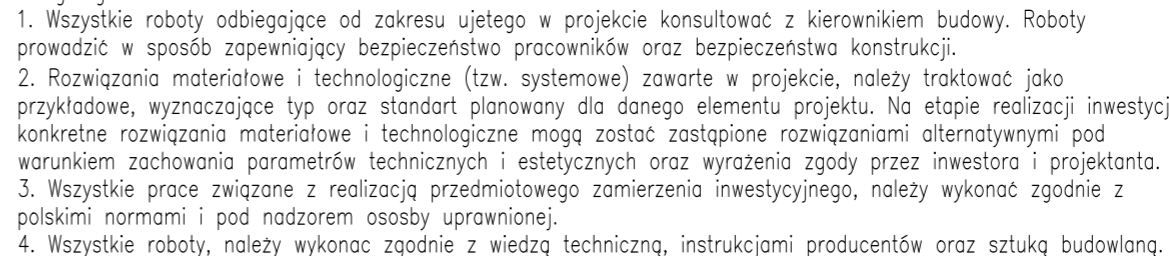 1. Wszystkie roboty odbiegające od zakresu ujetego w projekcie konsultować z kierownikiem budowy. Roboty
prowadzić w sposób zapewniający bezpieczeństwo pracowników oraz bezpieczeństwa konstrukcji.
2. Rozwiązania materiałowe i technologiczne (tzw. systemowe) zawarte w projekcie, należy traktować jako
przykładowe, wyznaczające typ oraz standart planowany dla danego elementu projektu. Na etapie realizacji inwestycj
konkretne rozwiązania materiałowe i technologiczne mogą zostać zastąpione rozwiązaniami alternatywnymi pod
warunkiem zachowania parametrów technicznych i estetycznych oraz wyrażenia zgody przez inwestora i projektanta.
3. Wszystkie prace związane z realizacją przedmiotowego zamierzenia inwestycyjnego, należy wykonać zgodnie z
polskimi normami i pod nadzorem ososby uprawnionej.
4. Wszystkie roboty, należy wykonac zgodnie z wiedzą techniczną, instrukcjami producentów oraz sztuką budowlaną.